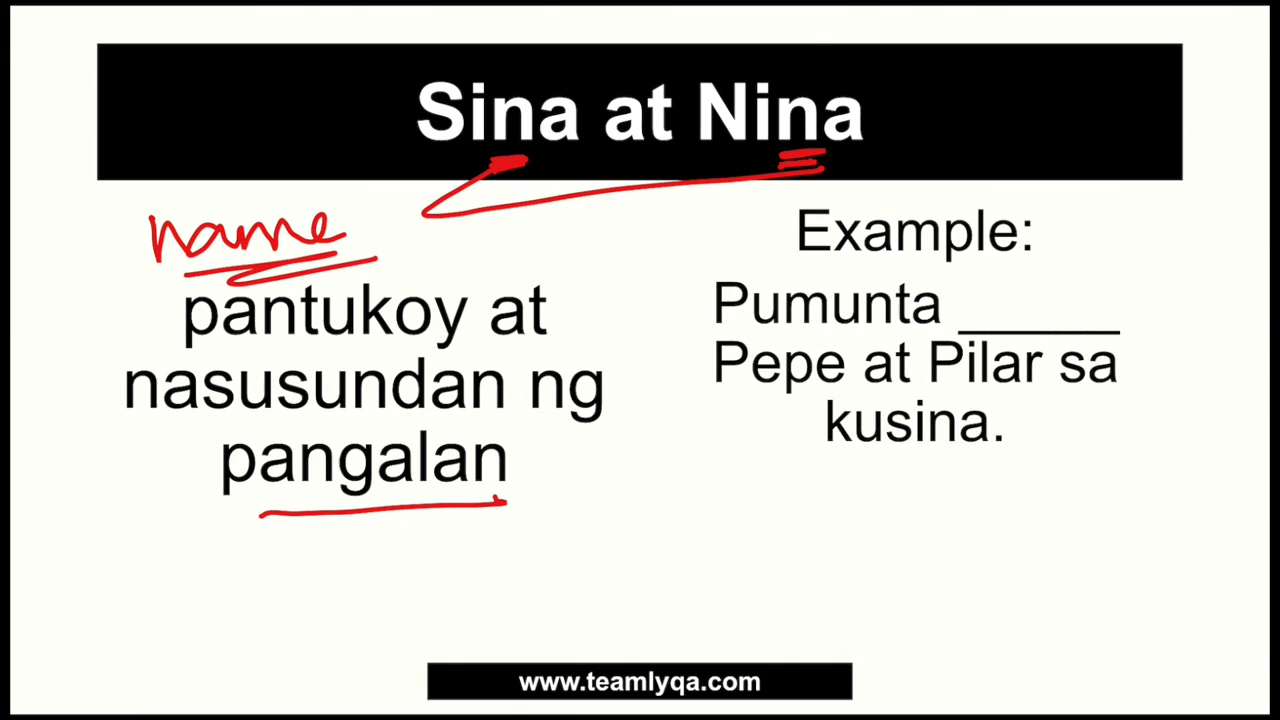 Sina at Nina
name
pantukoy at
nasusundan ng
pangalan
Example:
Pumunta _____
Pepe at Pilar sa
kusina.
www.teamlyqa.com